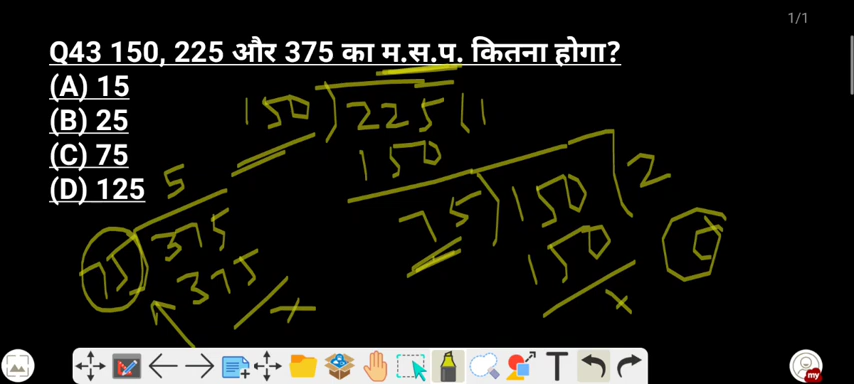 1/1
Q43 150, 225 और 375 का म.स.प. कितना होगा?
(A) 15
(B) 25
(C) 75
(D) 125
150 ) 225 ( 1
150
75 ) 150 ( 2
150
×
5
75 ) 375
375
×
C
T
my